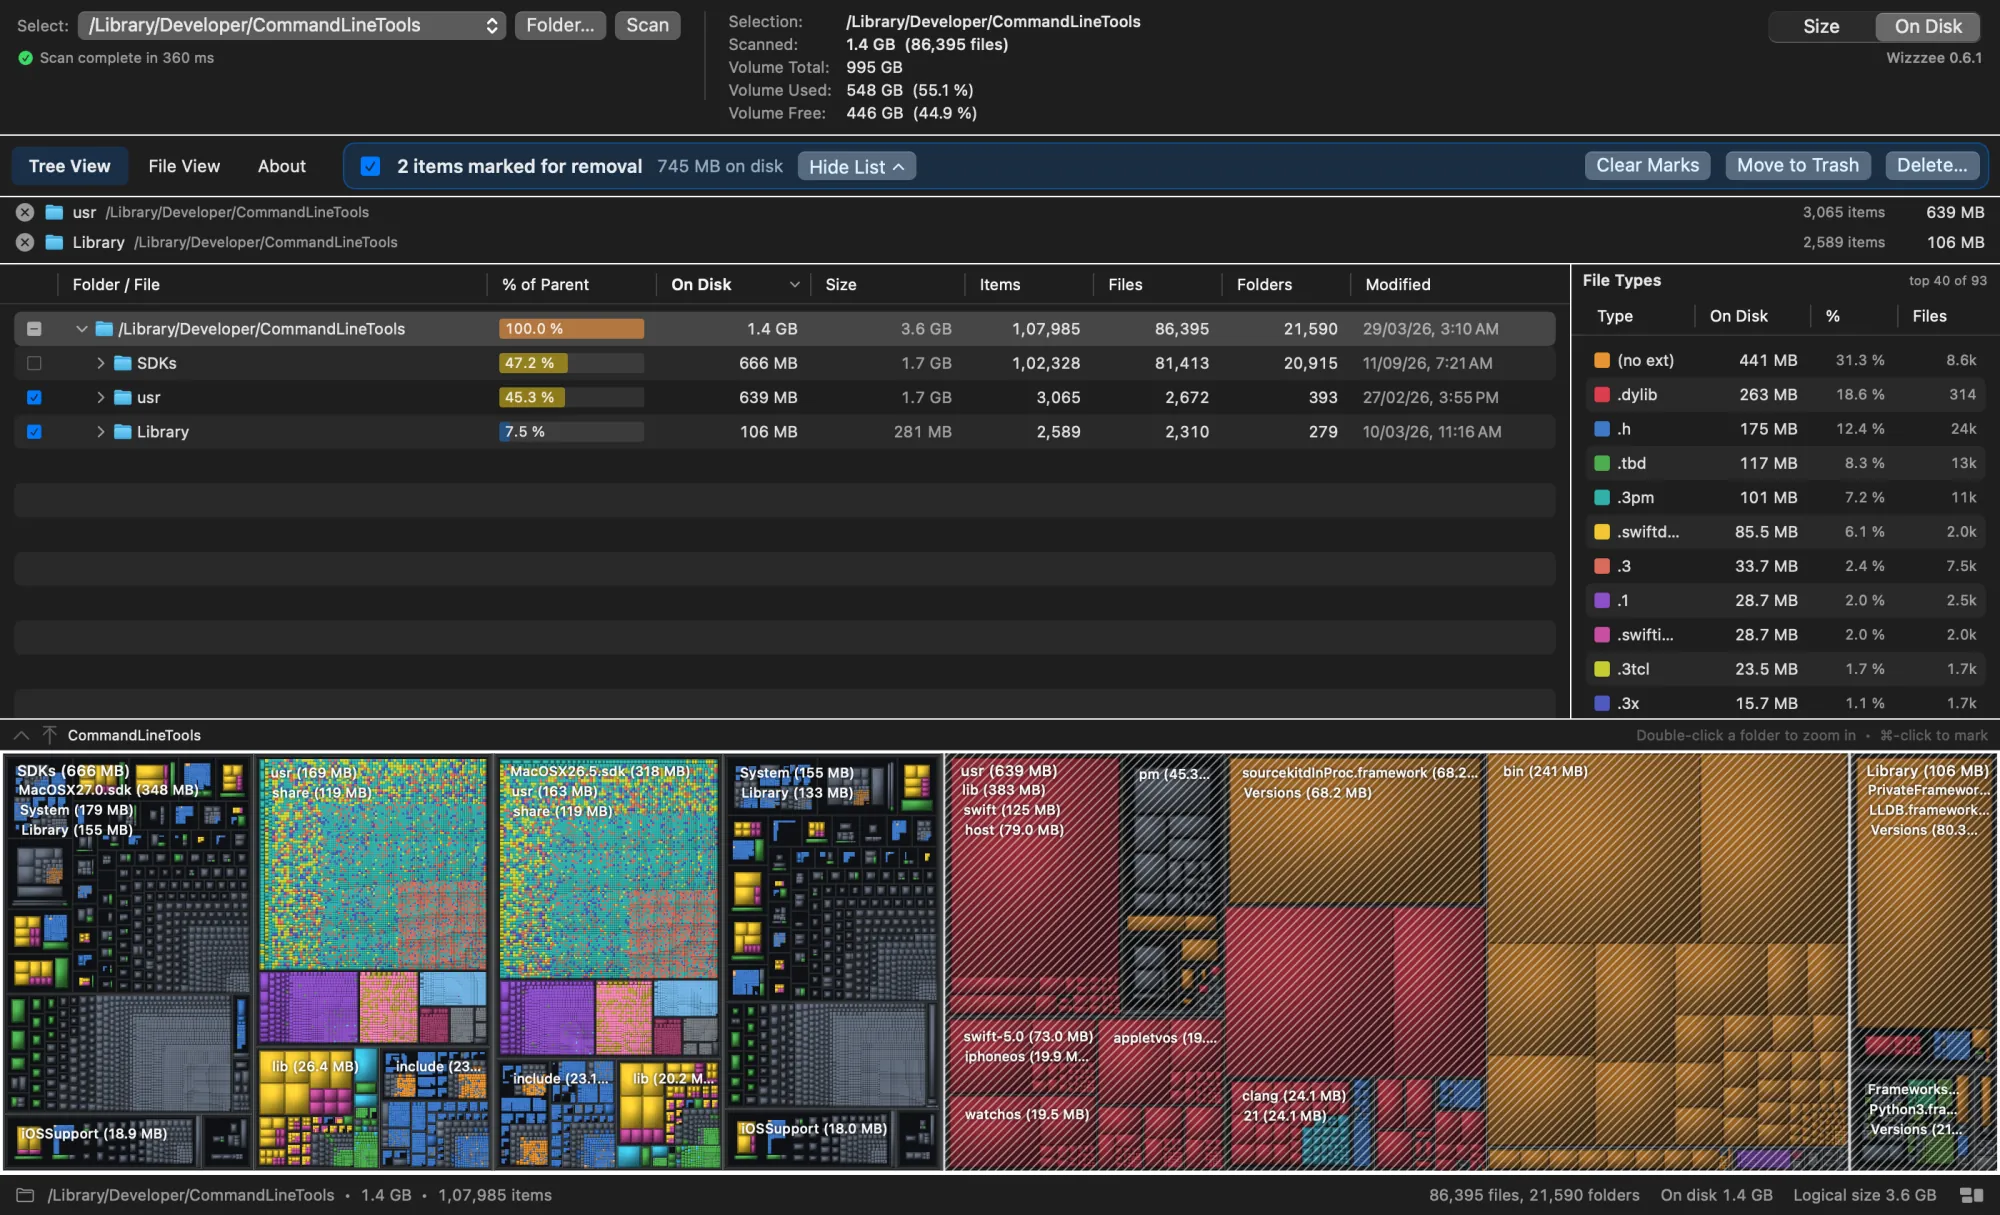 Select: /Library/Developer/CommandLineTools Folder... Scan
Scan complete in 360 ms
Selection: /Library/Developer/CommandLineTools
Scanned: 1.4 GB (86,395 files)
Volume Total: 995 GB
Volume Used: 548 GB (55.1 %)
Volume Free: 446 GB (44.9 %)
Size On Disk
Wizzzee 0.6.1
Tree View File View About
2 items marked for removal 745 MB on disk Hide List
Clear Marks Move to Trash Delete...
usr /Library/Developer/CommandLineTools 3,065 items 639 MB
Library /Library/Developer/CommandLineTools 2,589 items 106 MB
Folder / File % of Parent On Disk Size Items Files Folders Modified
/Library/Developer/CommandLineTools 100.0 % 1.4 GB 3.6 GB 1,07,985 86,395 21,590 29/03/26, 3:10 AM
SDKs 47.2 % 666 MB 1.7 GB 1,02,328 81,413 20,915 11/09/26, 7:21 AM
usr 45.3 % 639 MB 1.7 GB 3,065 2,672 393 27/02/26, 3:55 PM
Library 7.5 % 106 MB 281 MB 2,589 2,310 279 10/03/26, 11:16 AM
File Types top 40 of 93
Type On Disk % Files
(no ext) 441 MB 31.3 % 8.6k
.dylib 263 MB 18.6 % 314
.h 175 MB 12.4 % 24k
.tbd 117 MB 8.3 % 13k
.3pm 101 MB 7.2 % 11k
.swiftd... 85.5 MB 6.1 % 2.0k
.3 33.7 MB 2.4 % 7.5k
.1 28.7 MB 2.0 % 2.5k
.swifti... 28.7 MB 2.0 % 2.0k
.3tcl 23.5 MB 1.7 % 1.7k
.3x 15.7 MB 1.1 % 1.7k
CommandLineTools
Double-click a folder to zoom in • ⌘-click to mark
SDKs (666 MB)
MacOSX27.0.sdk (348 MB)
System (179 MB)
Library (155 MB)
iOSSupport (18.9 MB)
usr (169 MB)
share (119 MB)
lib (26.4 MB)
include (23...
MacOSX26.5.sdk (318 MB)
usr (163 MB)
share (119 MB)
include (23.1...
lib (20.2 M...
System (155 MB)
Library (133 MB)
iOSSupport (18.0 MB)
usr (639 MB)
lib (383 MB)
swift (125 MB)
host (79.0 MB)
swift-5.0 (73.0 MB)
iphoneos (19.9 M...
watchos (19.5 MB)
appletvos (19....
pm (45.3...
sourcekitdInProc.framework (68.2...
Versions (68.2 MB)
clang (24.1 MB)
21 (24.1 MB)
bin (241 MB)
Library (106 MB)
PrivateFramewor...
LLDB.framework...
Versions (80.3...
Frameworks...
Python3.fra...
Versions (21...
/Library/Developer/CommandLineTools • 1.4 GB • 1,07,985 items
86,395 files, 21,590 folders On disk 1.4 GB Logical size 3.6 GB